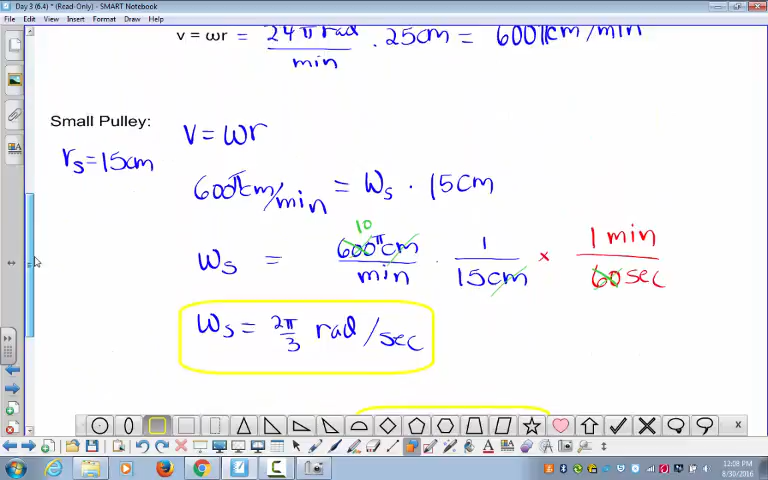 Day 3 (6.4) * (Read-Only) - SMART Notebook
File Edit View Insert Format Tools Draw Help
v = ωr = 24π rad / min . 25cm = 600π cm/min
Small Pulley:
v = ωr
rs = 15cm
600π cm/min = ωs · 15cm
10
ωs = 600π cm / min · 1 / 15cm × 1 min / 60 sec
ωs = 2π/3 rad/sec
12:08 PM
8/30/2016